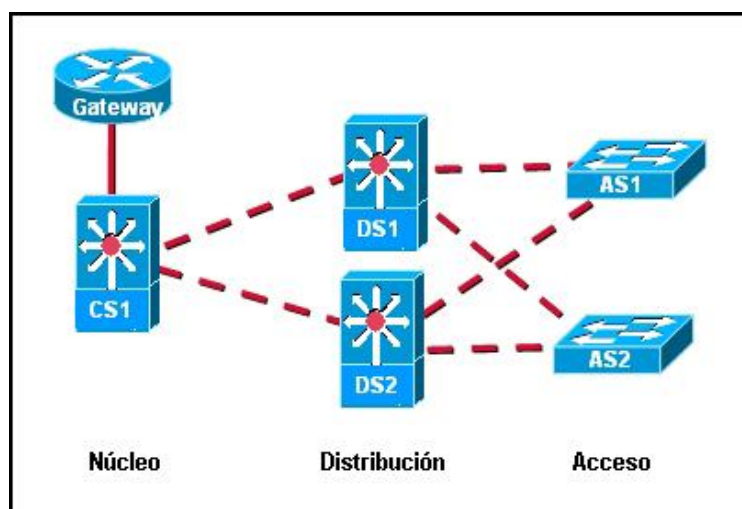 Gateway
CS1
DS1
DS2
AS1
AS2
Núcleo
Distribución
Acceso